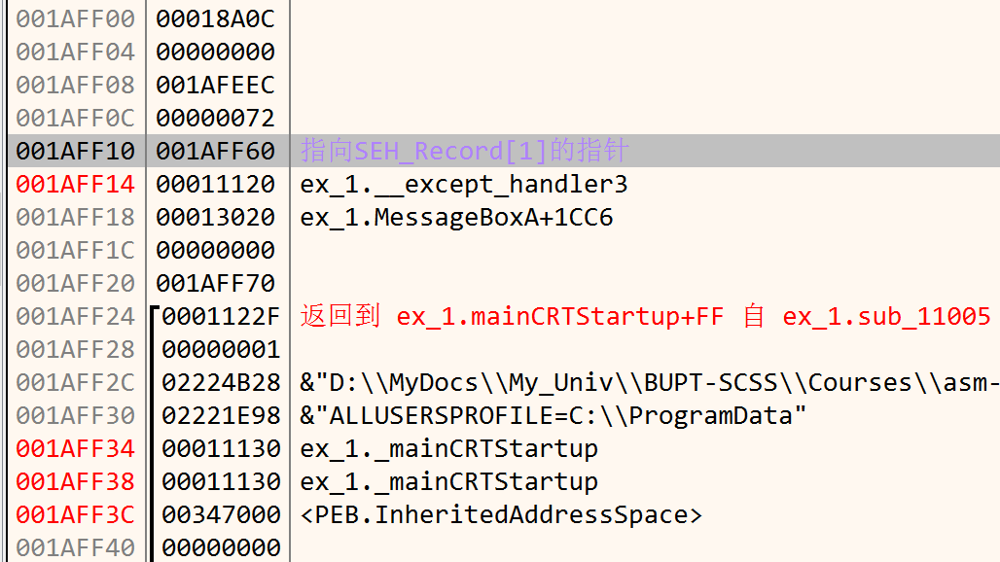 001AFF00 00018A0C
001AFF04 00000000
001AFF08 001AFEEC
001AFF0C 00000072
001AFF10 001AFF60 指向SEH_Record[1]的指针
001AFF14 00011120 ex_1.__except_handler3
001AFF18 00013020 ex_1.MessageBoxA+1CC6
001AFF1C 00000000
001AFF20 001AFF70
001AFF24 0001122F 返回到 ex_1.mainCRTStartup+FF 自 ex_1.sub_11005
001AFF28 00000001
001AFF2C 02224B28 &"D:\\MyDocs\\My_Univ\\BUPT-SCSS\\Courses\\asm-
001AFF30 02221E98 &"ALLUSERSPROFILE=C:\\ProgramData"
001AFF34 00011130 ex_1._mainCRTStartup
001AFF38 00011130 ex_1._mainCRTStartup
001AFF3C 00347000 <PEB.InheritedAddressSpace>
001AFF40 00000000